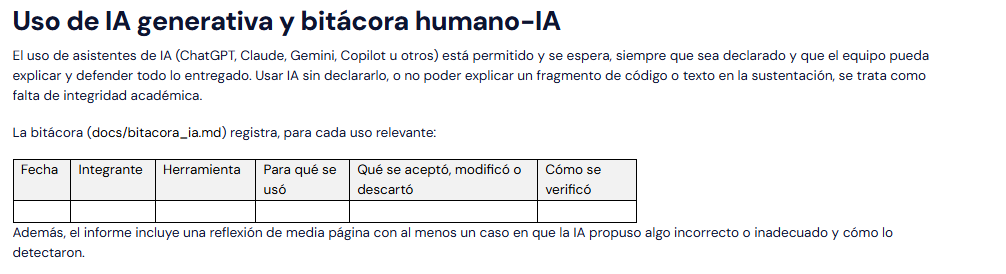 Uso de IA generativa y bitácora humano-IA
El uso de asistentes de IA (ChatGPT, Claude, Gemini, Copilot u otros) está permitido y se espera, siempre que sea declarado y que el equipo pueda
explicar y defender todo lo entregado. Usar IA sin declararlo, o no poder explicar un fragmento de código o texto en la sustentación, se trata como
falta de integridad académica.
La bitácora (docs/bitacora_ia.md) registra, para cada uso relevante:
Fecha Integrante Herramienta Para qué se usó Qué se aceptó, modificó o descartó Cómo se verificó
Además, el informe incluye una reflexión de media página con al menos un caso en que la IA propuso algo incorrecto o inadecuado y cómo lo
detectaron.